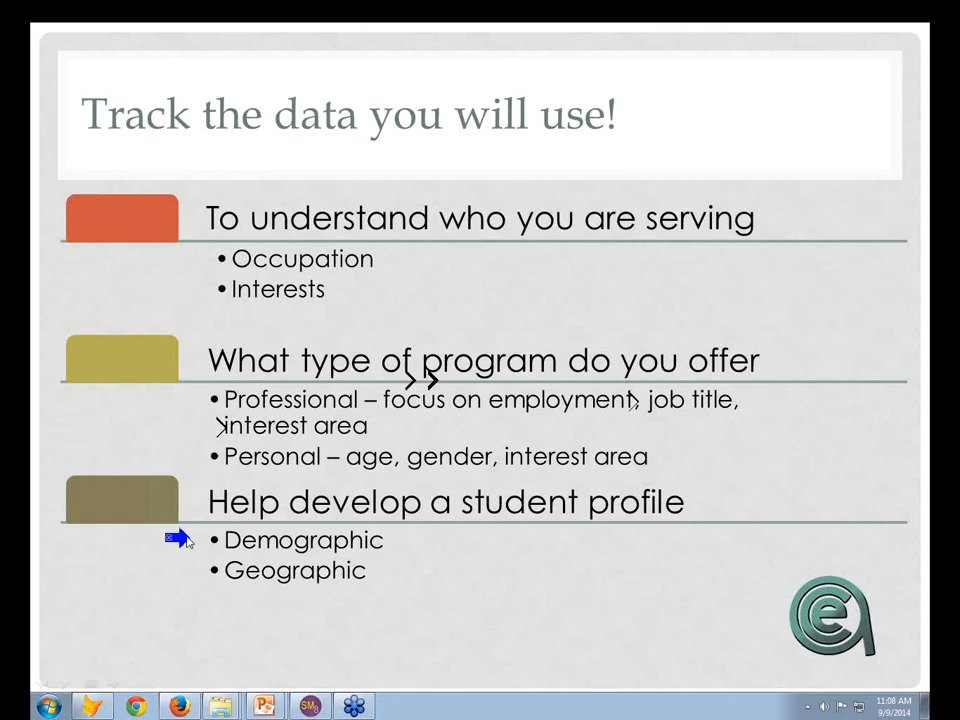 Track the data you will use!
To understand who you are serving
• Occupation
• Interests
What type of program do you offer
• Professional – focus on employment, job title,
interest area
• Personal – age, gender, interest area
Help develop a student profile
• Demographic
• Geographic
11:08 AM
9/9/2014